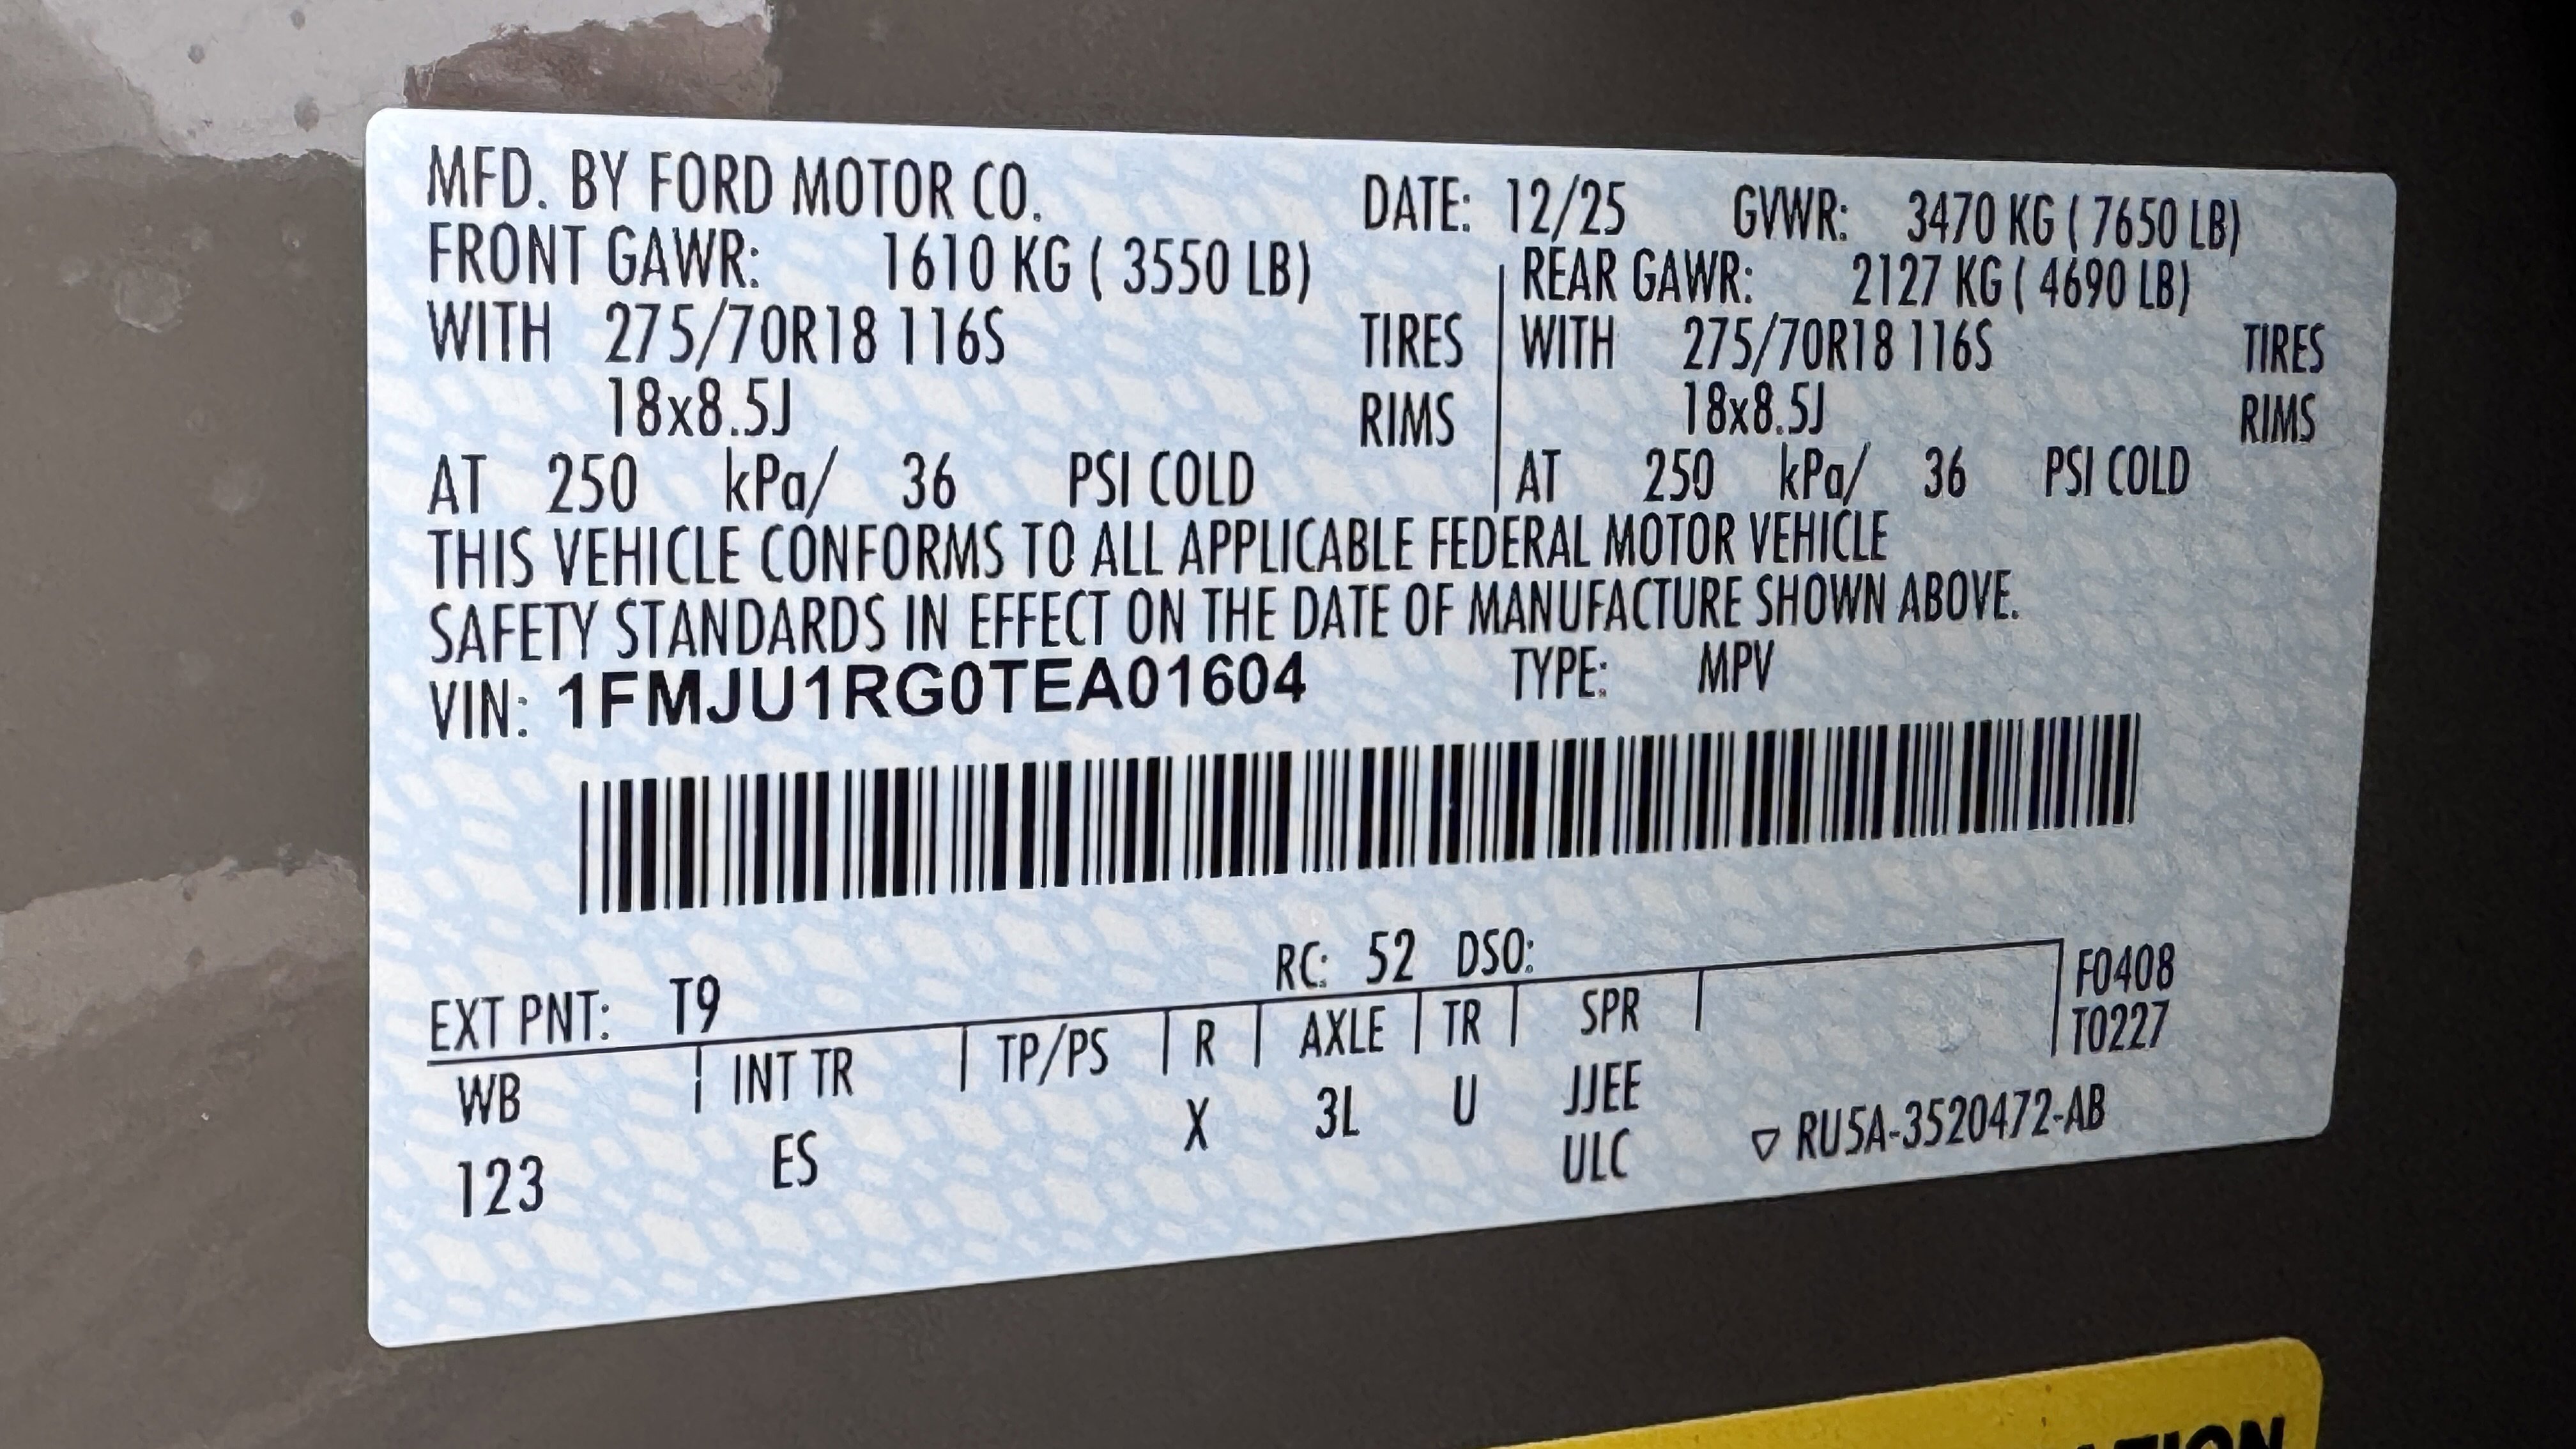 MFD. BY FORD MOTOR CO. DATE: 12/25 GVWR: 3470 KG ( 7650 LB)
FRONT GAWR: 1610 KG ( 3550 LB) REAR GAWR: 2127 KG ( 4690 LB)
WITH 275/70R18 116S TIRES WITH 275/70R18 116S TIRES
18x8.5J RIMS 18x8.5J RIMS
AT 250 kPa/ 36 PSI COLD AT 250 kPa/ 36 PSI COLD
THIS VEHICLE CONFORMS TO ALL APPLICABLE FEDERAL MOTOR VEHICLE
SAFETY STANDARDS IN EFFECT ON THE DATE OF MANUFACTURE SHOWN ABOVE.
VIN: 1FMJU1RG0TEA01604 TYPE: MPV
EXT PNT: T9 RC: 52 DSO:
WB INT TR TP/PS R AXLE TR SPR F0408
T0227
123 ES X 3L U JJEE
ULC RU5A-3520472-AB